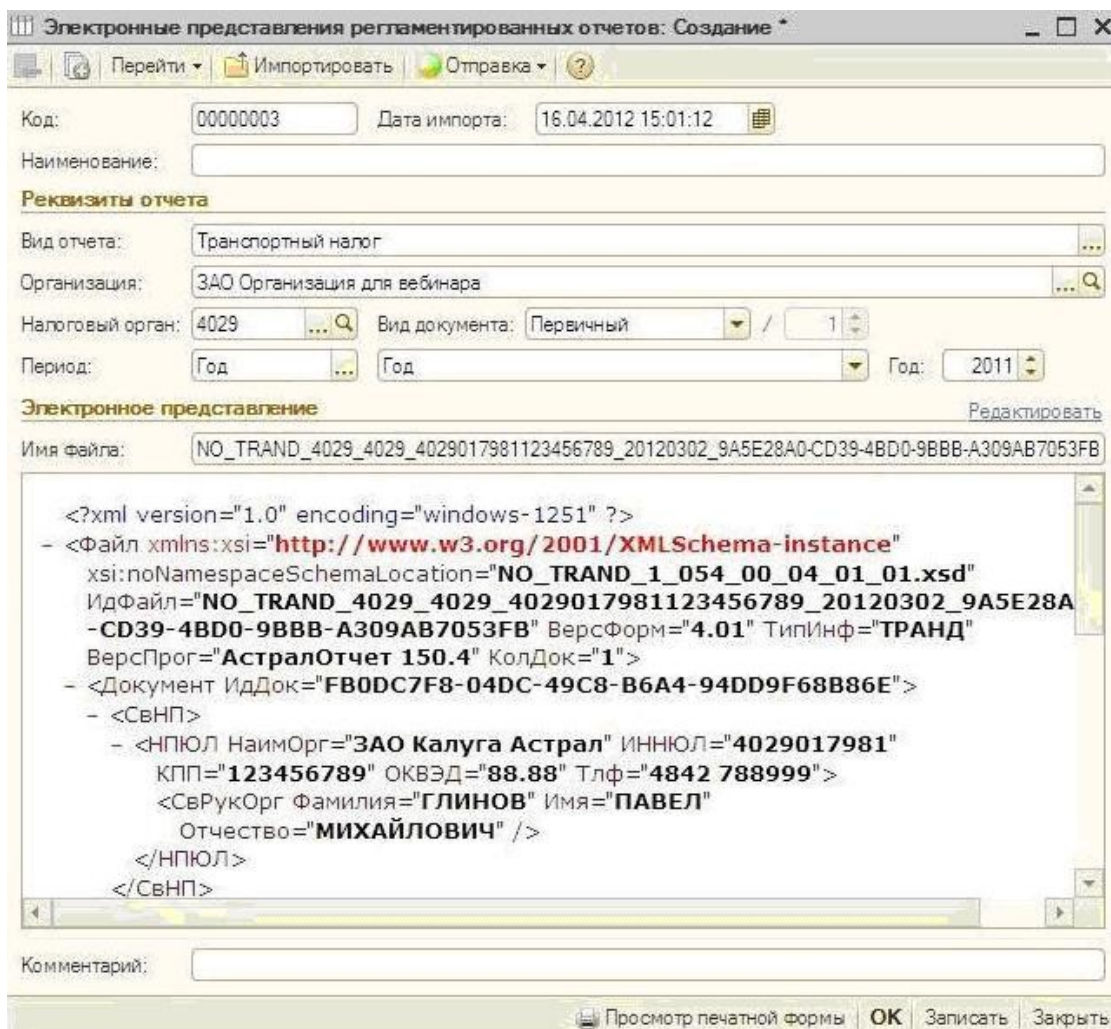 Электронные представления регламентированных отчетов: Создание *
Перейти Импортировать Отправка
Код: 00000003 Дата импорта: 16.04.2012 15:01:12
Наименование:
Реквизиты отчета
Вид отчета: Транспортный налог ...
Организация: ЗАО Организация для вебинара ...
Налоговый орган: 4029 ... Вид документа: Первичный / 1
Период: Год ... Год Год: 2011
Электронное представление Редактировать
Имя файла: NO_TRAND_4029_4029_4029017981123456789_20120302_9A5E28A0-CD39-4BD0-9BBB-A309AB7053FB
<?xml version="1.0" encoding="windows-1251" ?>
- <Файл xmlns:xsi="http://www.w3.org/2001/XMLSchema-instance"
xsi:noNamespaceSchemaLocation="NO_TRAND_1_054_00_04_01_01.xsd"
ИдФайл="NO_TRAND_4029_4029_4029017981123456789_20120302_9A5E28A
-CD39-4BD0-9BBB-A309AB7053FB" ВерсФорм="4.01" ТипИнф="ТРАНД"
ВерсПрог="АстралОтчет 150.4" КолДок="1">
- <Документ ИдДок="FB0DC7F8-04DC-49C8-B6A4-94DD9F68B86E">
- <СвНП>
- <НПЮЛ НаимОрг="ЗАО Калуга Астрал" ИННЮЛ="4029017981"
КПП="123456789" ОКВЭД="88.88" Тлф="4842 788999">
<СвРукОрг Фамилия="ГЛИНОВ" Имя="ПАВЕЛ"
Отчество="МИХАЙЛОВИЧ" />
</НПЮЛ>
</СвНП>
Комментарий:
Просмотр печатной формы OK Записать Закрыть